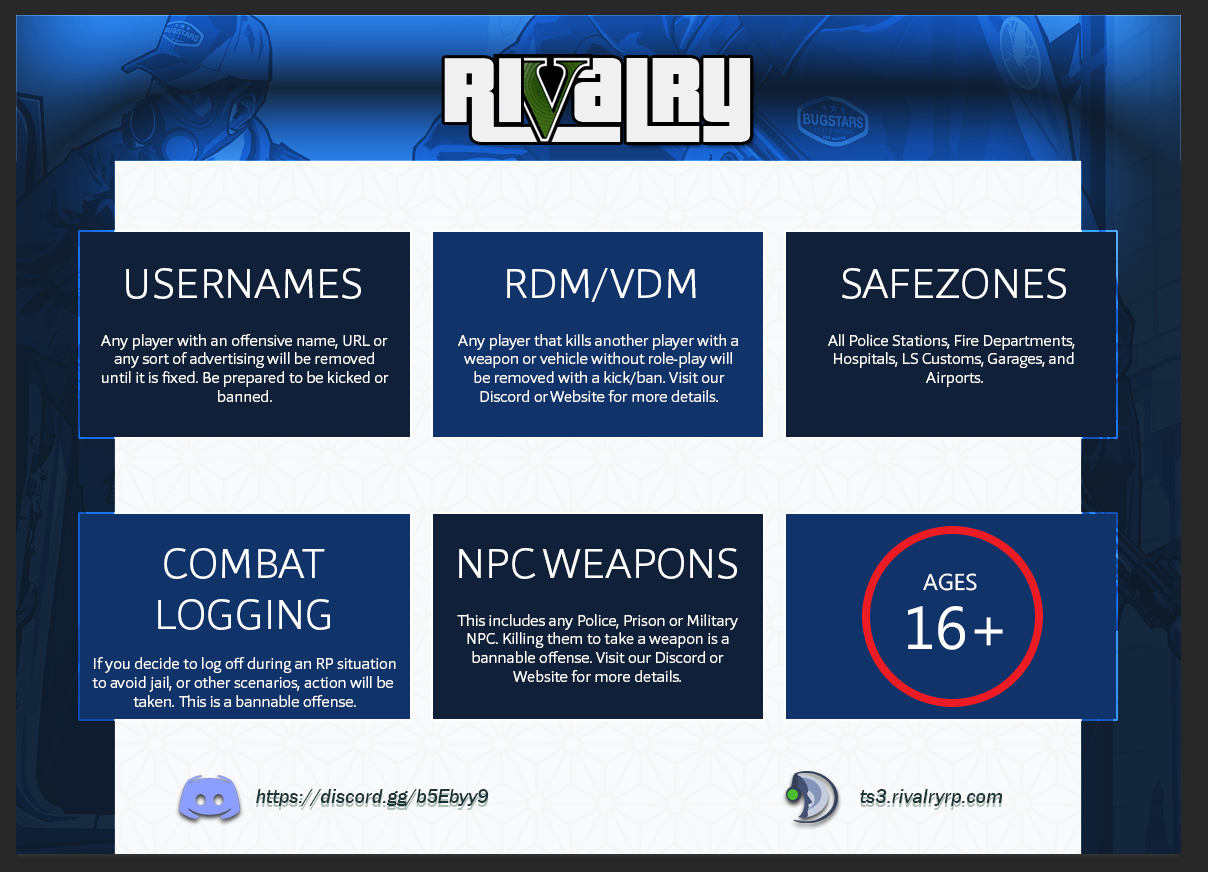 BUGSTARS
RIVALRY
BUGSTARS
USERNAMES
Any player with an offensive name, URL or
any sort of advertising will be removed
until it is fixed. Be prepared to be kicked or
banned.
RDM/VDM
Any player that kills another player with a
weapon or vehicle without role-play will
be removed with a kick/ban. Visit our
Discord or Website for more details.
SAFEZONES
All Police Stations, Fire Departments,
Hospitals, LS Customs, Garages, and
Airports.
COMBAT
LOGGING
If you decide to log off during an RP situation
to avoid jail, or other scenarios, action will be
taken. This is a bannable offense.
NPC WEAPONS
This includes any Police, Prison or Military
NPC. Killing them to take a weapon is a
bannable offense. Visit our Discord or
Website for more details.
AGES
16+
https://discord.gg/b5Ebyy9
ts3.rivalryrp.com